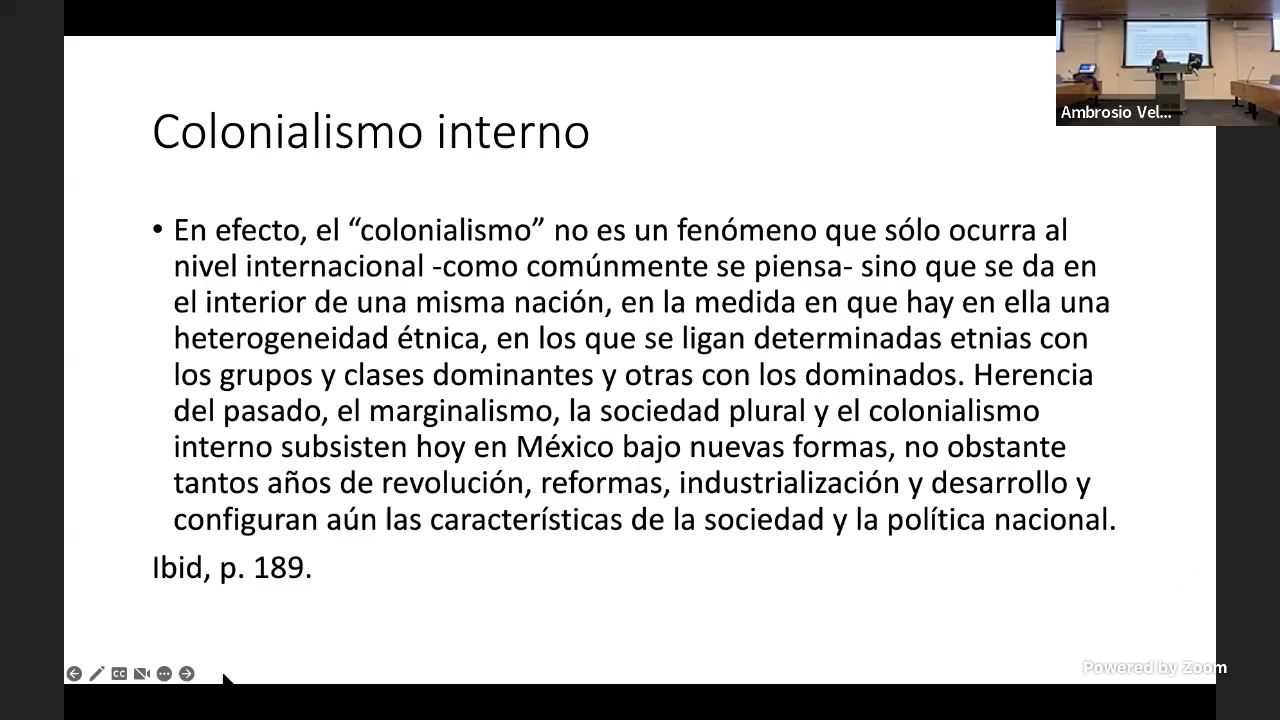 Colonialismo interno
• En efecto, el “colonialismo” no es un fenómeno que sólo ocurra al
nivel internacional -como comúnmente se piensa- sino que se da en
el interior de una misma nación, en la medida en que hay en ella una
heterogeneidad étnica, en los que se ligan determinadas etnias con
los grupos y clases dominantes y otras con los dominados. Herencia
del pasado, el marginalismo, la sociedad plural y el colonialismo
interno subsisten hoy en México bajo nuevas formas, no obstante
tantos años de revolución, reformas, industrialización y desarrollo y
configuran aún las características de la sociedad y la política nacional.
Ibid, p. 189.
Ambrosio Vel...
CC
Powered by Zoom